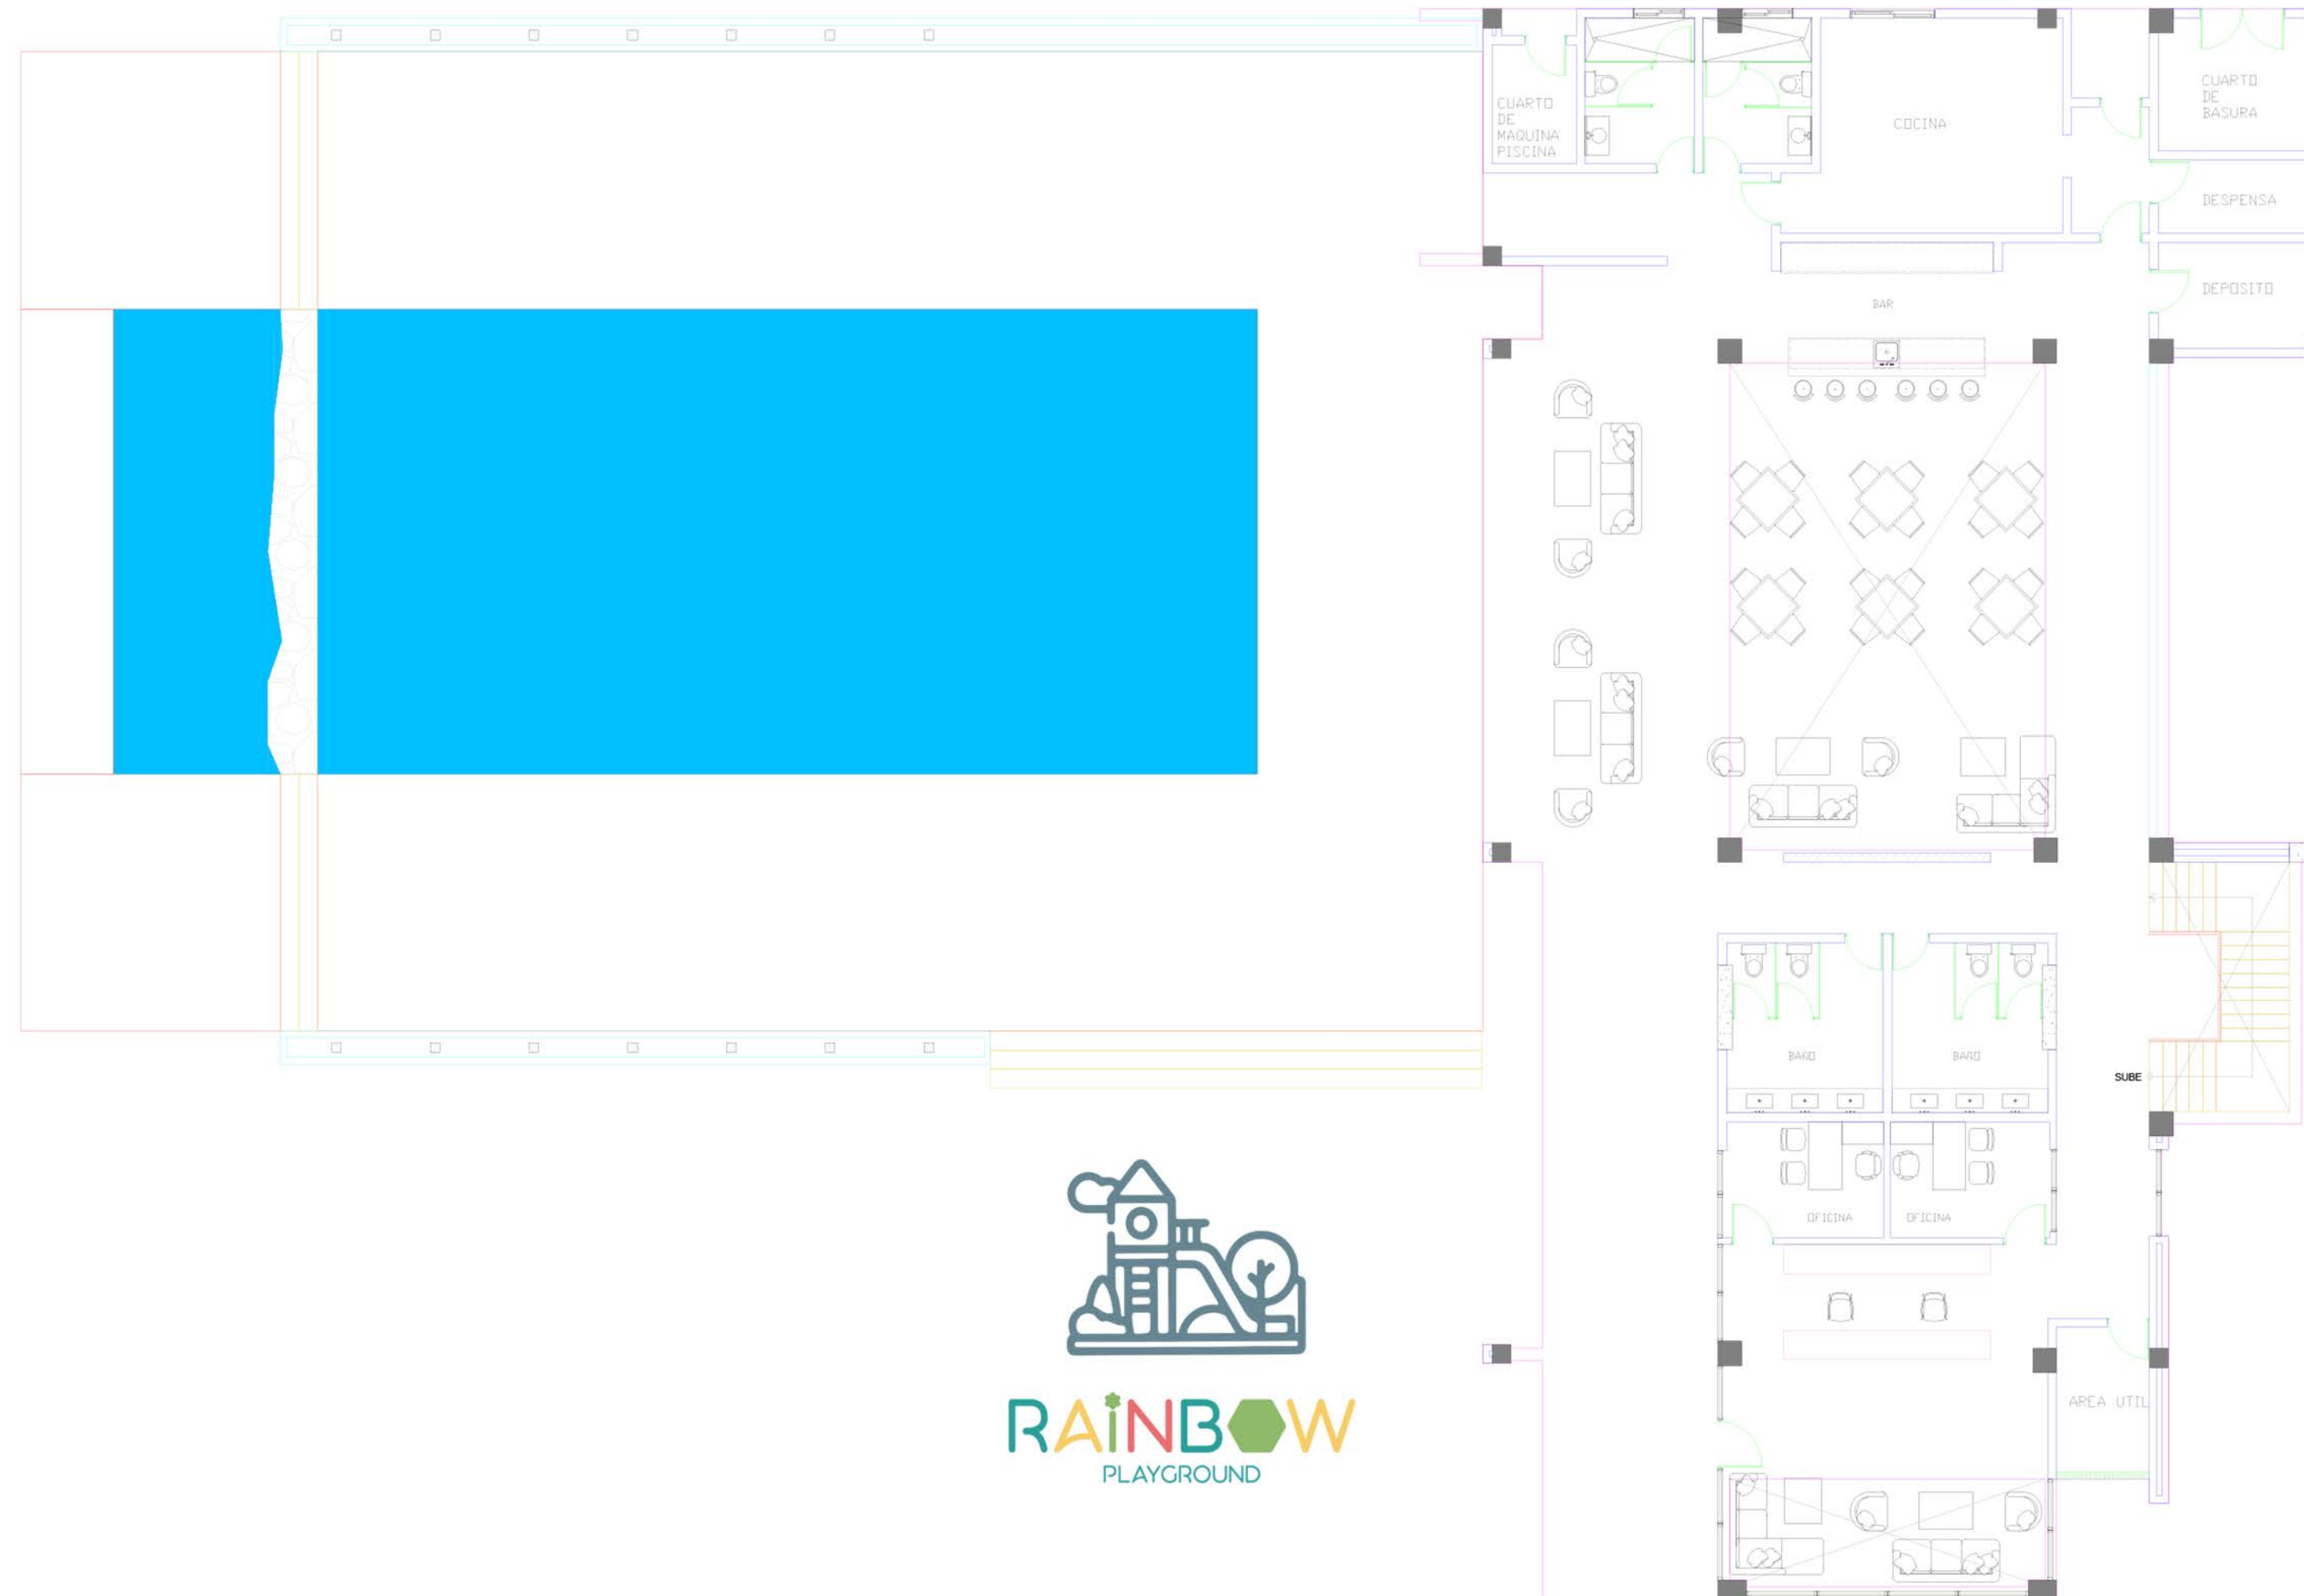 CUARTO
DE
MAQUINA
PISCINA
COCINA
CUARTO
DE
BASURA
DESPENSA
DEPOSITO
BAR
BAÑO
BAÑO
SUBE
OFICINA
OFICINA
AREA UTIL
RAINBOW
PLAYGROUND